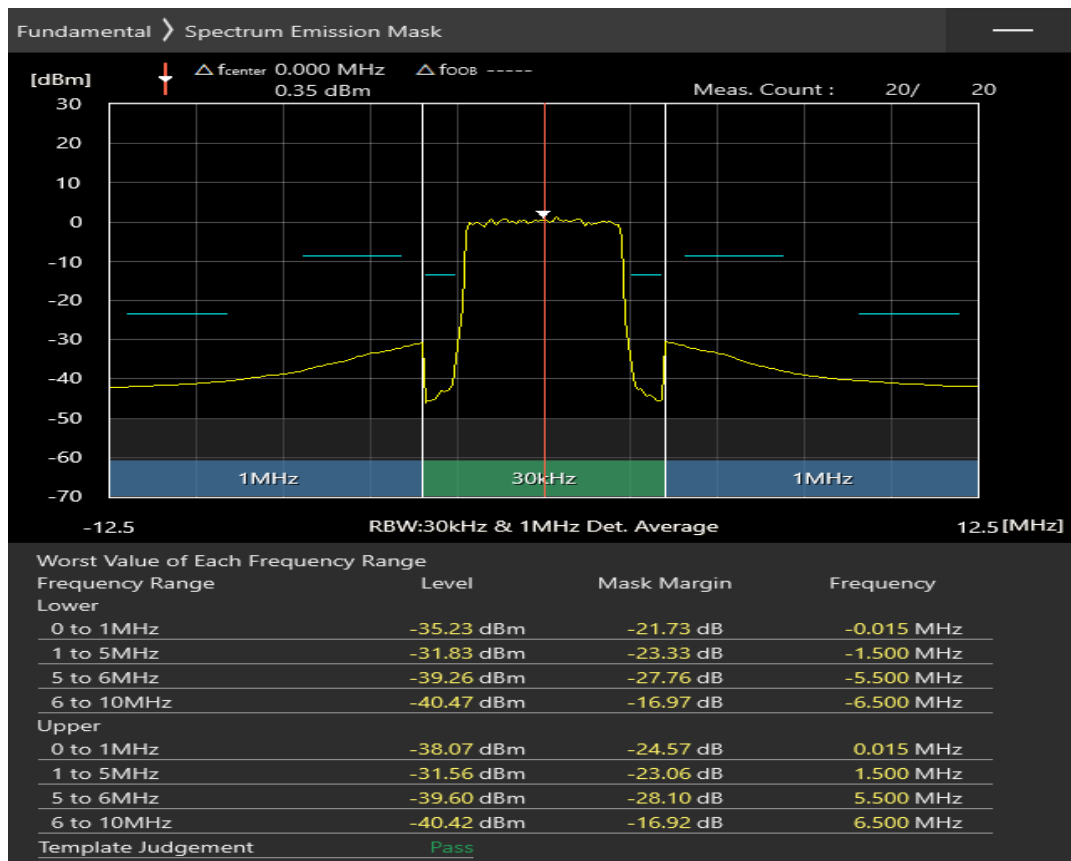 Fundamental ❯ Spectrum Emission Mask
[dBm] △ fcenter 0.000 MHz △ fOOB -----
0.35 dBm Meas. Count : 20/ 20
30
20
10
0
-10
-20
-30
-40
-50
-60
-70
1MHz 30kHz 1MHz
-12.5 RBW:30kHz & 1MHz Det. Average 12.5 [MHz]
Worst Value of Each Frequency Range
Frequency Range Level Mask Margin Frequency
Lower
0 to 1MHz -35.23 dBm -21.73 dB -0.015 MHz
1 to 5MHz -31.83 dBm -23.33 dB -1.500 MHz
5 to 6MHz -39.26 dBm -27.76 dB -5.500 MHz
6 to 10MHz -40.47 dBm -16.97 dB -6.500 MHz
Upper
0 to 1MHz -38.07 dBm -24.57 dB 0.015 MHz
1 to 5MHz -31.56 dBm -23.06 dB 1.500 MHz
5 to 6MHz -39.60 dBm -28.10 dB 5.500 MHz
6 to 10MHz -40.42 dBm -16.92 dB 6.500 MHz
Template Judgement Pass